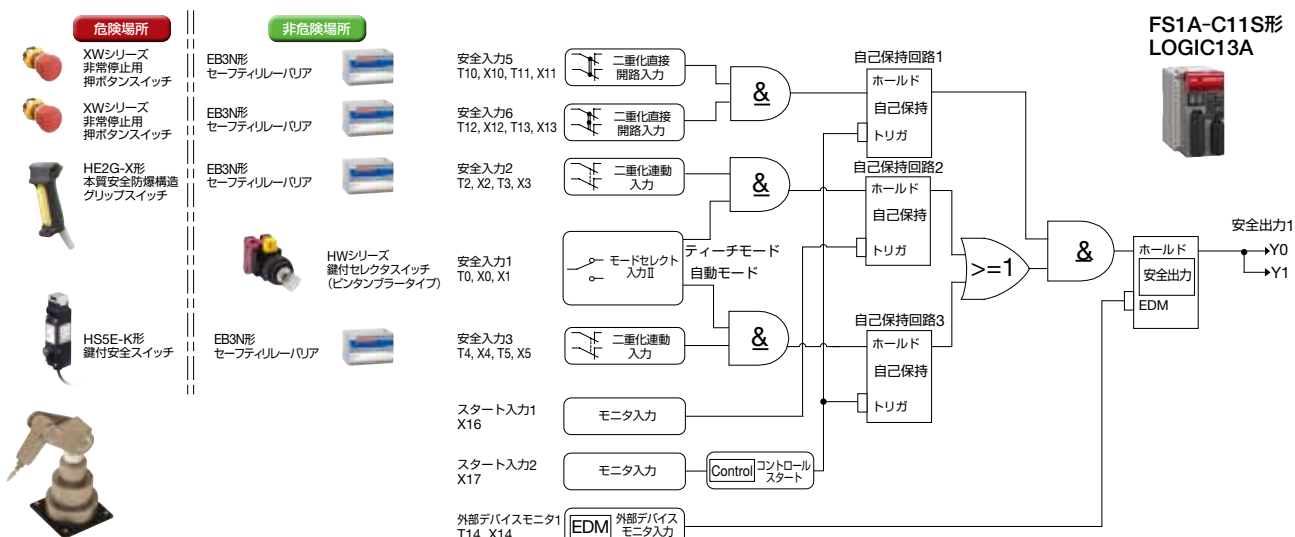 危険場所
非危険場所
FS1A-C11S形
LOGIC13A
XWシリーズ
非常停止用
押ボタンスイッチ
EB3N形
セーフティリレーバリア
安全入力5
T10, X10, T11, X11
二重化直接
開路入力
&
自己保持回路1
ホールド
自己保持
トリガ
XWシリーズ
非常停止用
押ボタンスイッチ
EB3N形
セーフティリレーバリア
安全入力6
T12, X12, T13, X13
二重化直接
開路入力
HE2G-X形
本質安全防爆構造
グリップスイッチ
EB3N形
セーフティリレーバリア
安全入力2
T2, X2, T3, X3
二重化連動
入力
&
自己保持回路2
ホールド
自己保持
トリガ
HWシリーズ
鍵付セレクタスイッチ
(ピンタンブラータイプ)
安全入力1
T0, X0, X1
モードセレクト
入力Ⅱ
ティーチモード
自動モード
>=1
&
ホールド
安全出力
EDM
安全出力1
Y0
Y1
HS5E-K形
鍵付安全スイッチ
EB3N形
セーフティリレーバリア
安全入力3
T4, X4, T5, X5
二重化連動
入力
&
自己保持回路3
ホールド
自己保持
トリガ
スタート入力1
X16
モニタ入力
スタート入力2
X17
モニタ入力
Control
コントロール
スタート
外部デバイスモニタ1
T14, X14
EDM
外部デバイス
モニタ入力